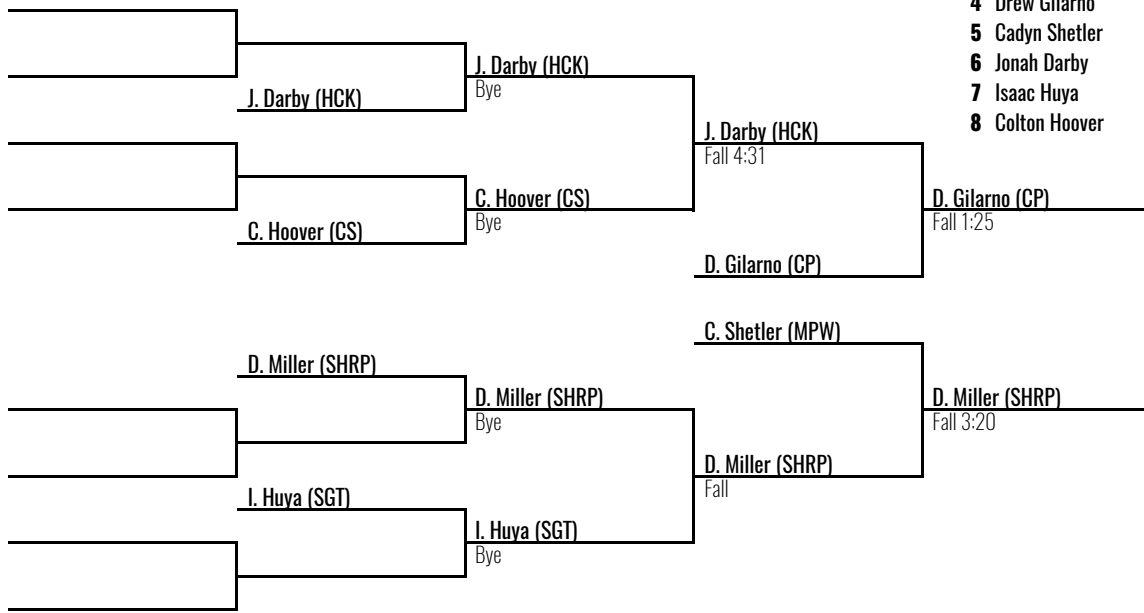 4 Drew Gilarno
5 Cadyn Shetler
6 Jonah Darby
7 Isaac Huya
8 Colton Hoover
J. Darby (HCK)
J. Darby (HCK)
Bye
C. Hoover (CS)
C. Hoover (CS)
Bye
J. Darby (HCK)
Fall 4:31
D. Gilarno (CP)
D. Gilarno (CP)
Fall 1:25
D. Miller (SHRP)
D. Miller (SHRP)
Bye
I. Huya (SGT)
I. Huya (SGT)
Bye
C. Shetler (MPW)
D. Miller (SHRP)
Fall
D. Miller (SHRP)
Fall 3:20